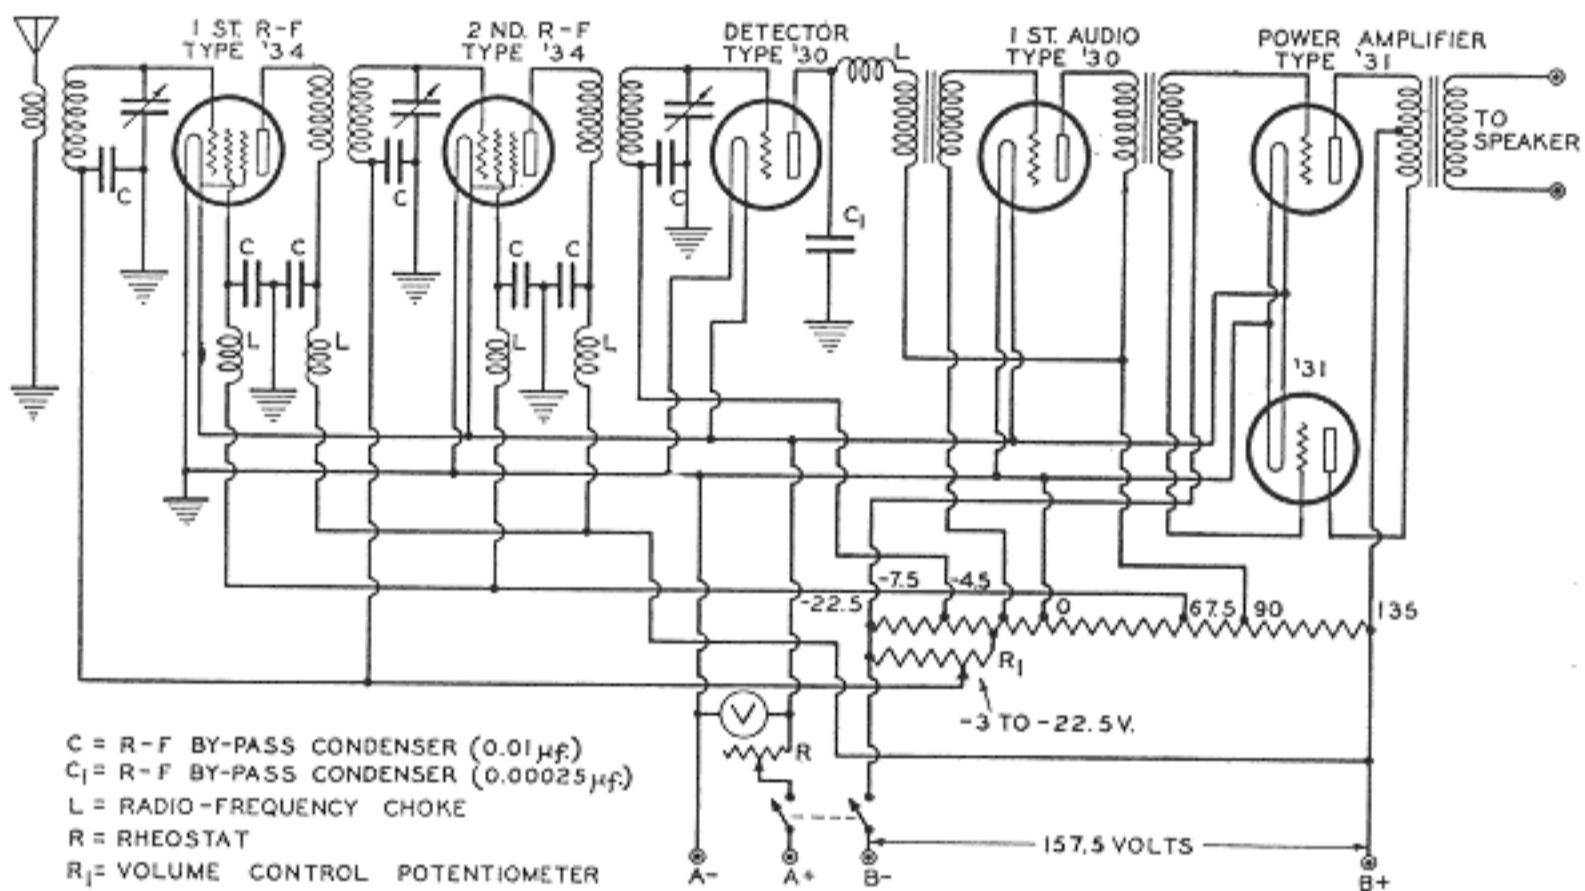 1 ST. R-F
TYPE '34
2 ND. R-F
TYPE '34
DETECTOR
TYPE '30
L
1 ST. AUDIO
TYPE '30
POWER AMPLIFIER
TYPE '31
TO
SPEAKER
C
C
C
C1
C C
C C
L L
L L
'31
-7.5 -4.5
-22.5 0 67.5 90 135
R1
-3 TO -22.5 V.
V
R
C = R-F BY-PASS CONDENSER (0.01 μf.)
C1 = R-F BY-PASS CONDENSER (0.00025 μf.)
L = RADIO-FREQUENCY CHOKE
R = RHEOSTAT
R1 = VOLUME CONTROL POTENTIOMETER
157.5 VOLTS
A- A+ B- B+